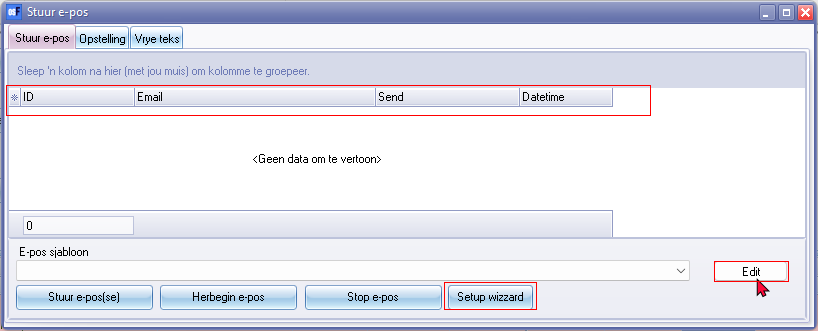 Stuur e-pos
Stuur e-pos Opstelling Vrye teks
Sleep 'n kolom na hier (met jou muis) om kolomme te groepeer.
ID Email Send Datetime
<Geen data om te vertoon>
0
E-pos sjabloon
Edit
Stuur e-pos(se) Herbegin e-pos Stop e-pos Setup wizzard